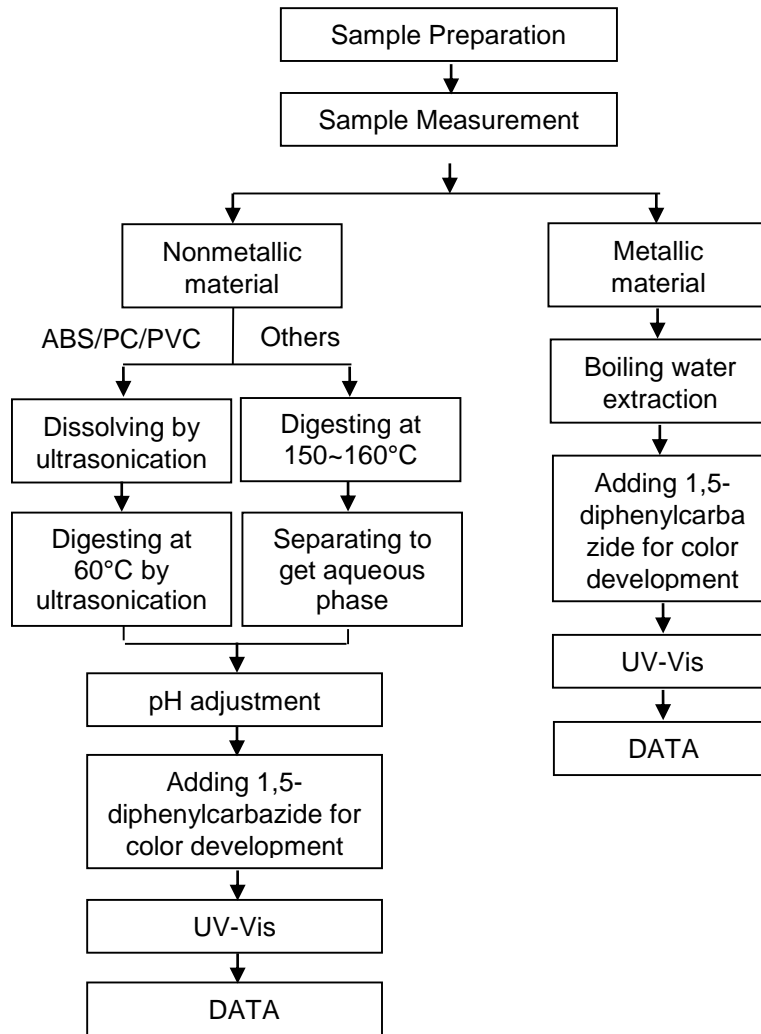 Sample Preparation
Sample Measurement
Nonmetallic
material
Metallic
material
ABS/PC/PVC
Others
Boiling water
extraction
Dissolving by
ultrasonication
Digesting at
150~160°C
Adding 1,5-
diphenylcarba
zide for color
development
Digesting at
60°C by
ultrasonication
Separating to
get aqueous
phase
UV-Vis
pH adjustment
DATA
Adding 1,5-
diphenylcarbazide for
color development
UV-Vis
DATA